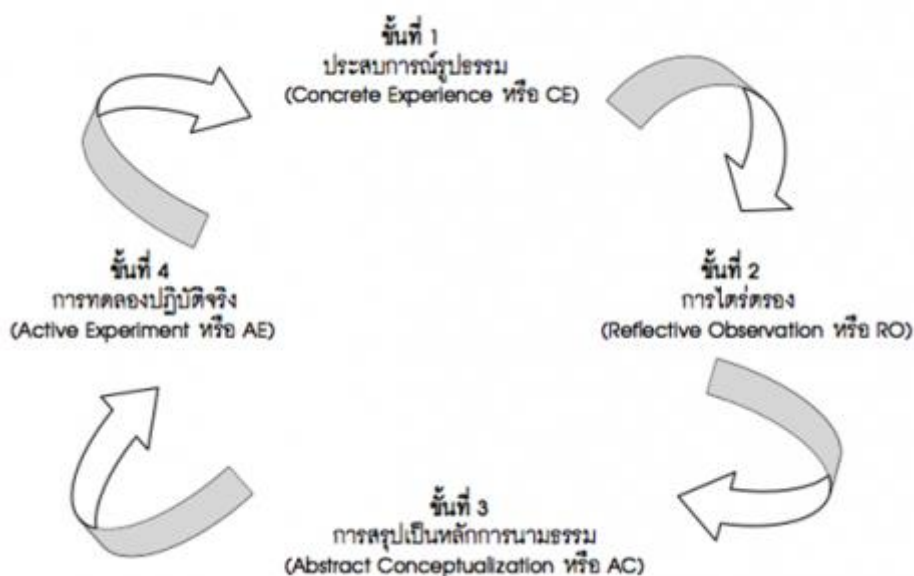 ขั้นที่ 1
ประสบการณ์รูปธรรม
(Concrete Experience หรือ CE)
ขั้นที่ 2
การไตร่ตรอง
(Reflective Observation หรือ RO)
ขั้นที่ 3
การสรุปเป็นหลักการนามธรรม
(Abstract Conceptualization หรือ AC)
ขั้นที่ 4
การทดลองปฏิบัติจริง
(Active Experiment หรือ AE)